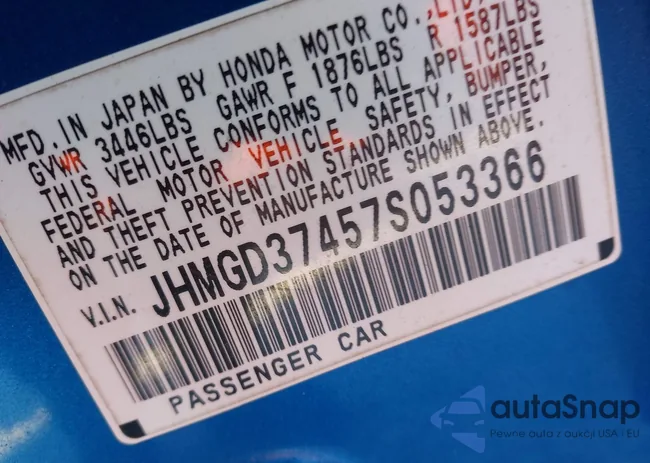 MFD. IN JAPAN BY HONDA MOTOR CO.,LTD.
GVWR 3446LBS GAWR F 1876LBS R 1587LBS
THIS VEHICLE CONFORMS TO ALL APPLICABLE
FEDERAL MOTOR VEHICLE SAFETY, BUMPER,
AND THEFT PREVENTION STANDARDS IN EFFECT
ON THE DATE OF MANUFACTURE SHOWN ABOVE.
V.I.N. JHMGD37457S053366
PASSENGER CAR
autaSnap
Pewne auta z aukcji USA - EU